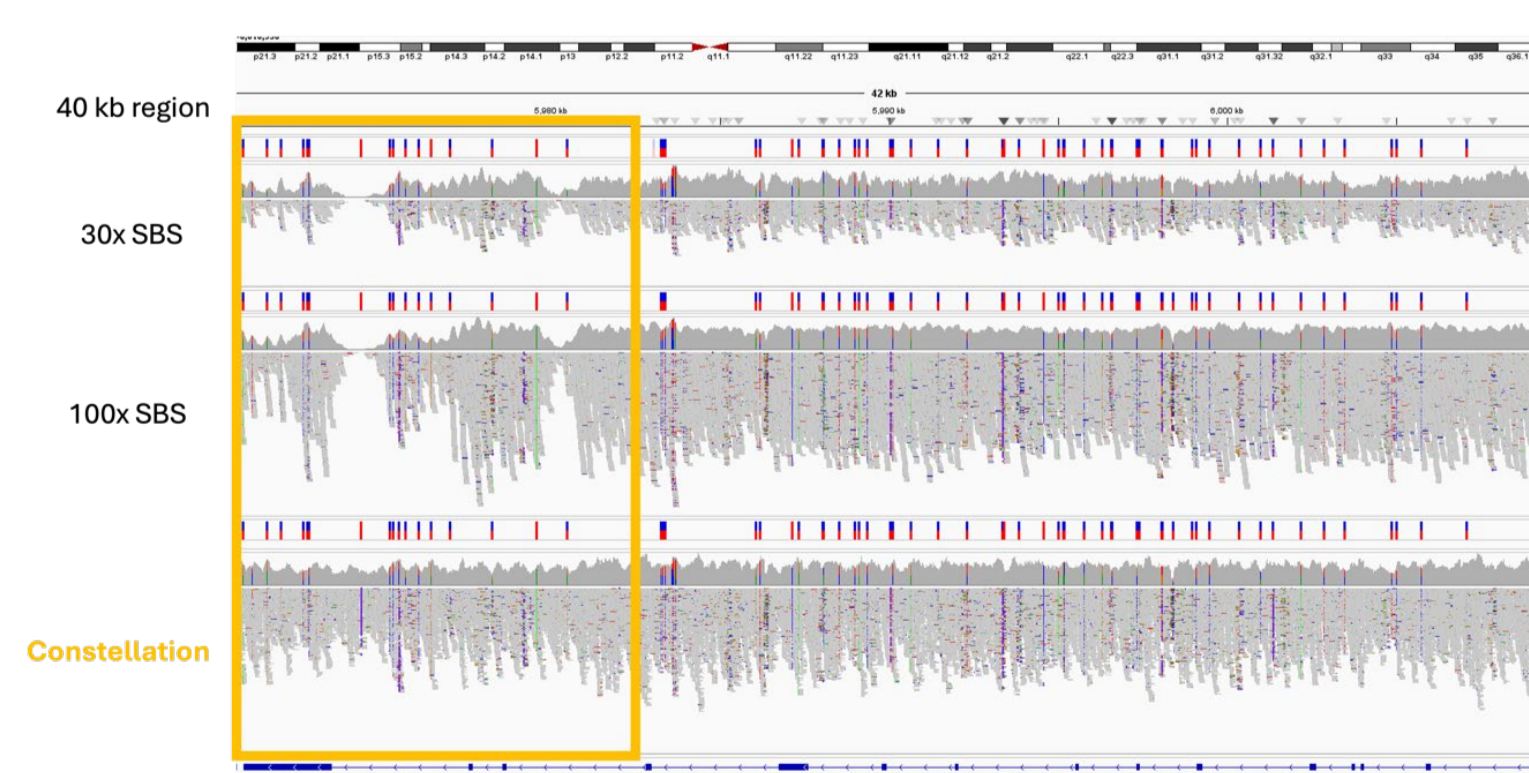 p21.3 p21.2 p21.1 p15.3 p15.2 p14.3 p14.2 p14.1 p13 p12.2 p11.2 q11.1 q11.22 q11.23 q21.11 q21.12 q21.2 q22.1 q22.3 q31.1 q31.2 q31.32 q32.1 q33 q34 q35 q36.1
42 kb
40 kb region
5,980 kb 5,990 kb 6,000 kb
30x SBS
100x SBS
Constellation